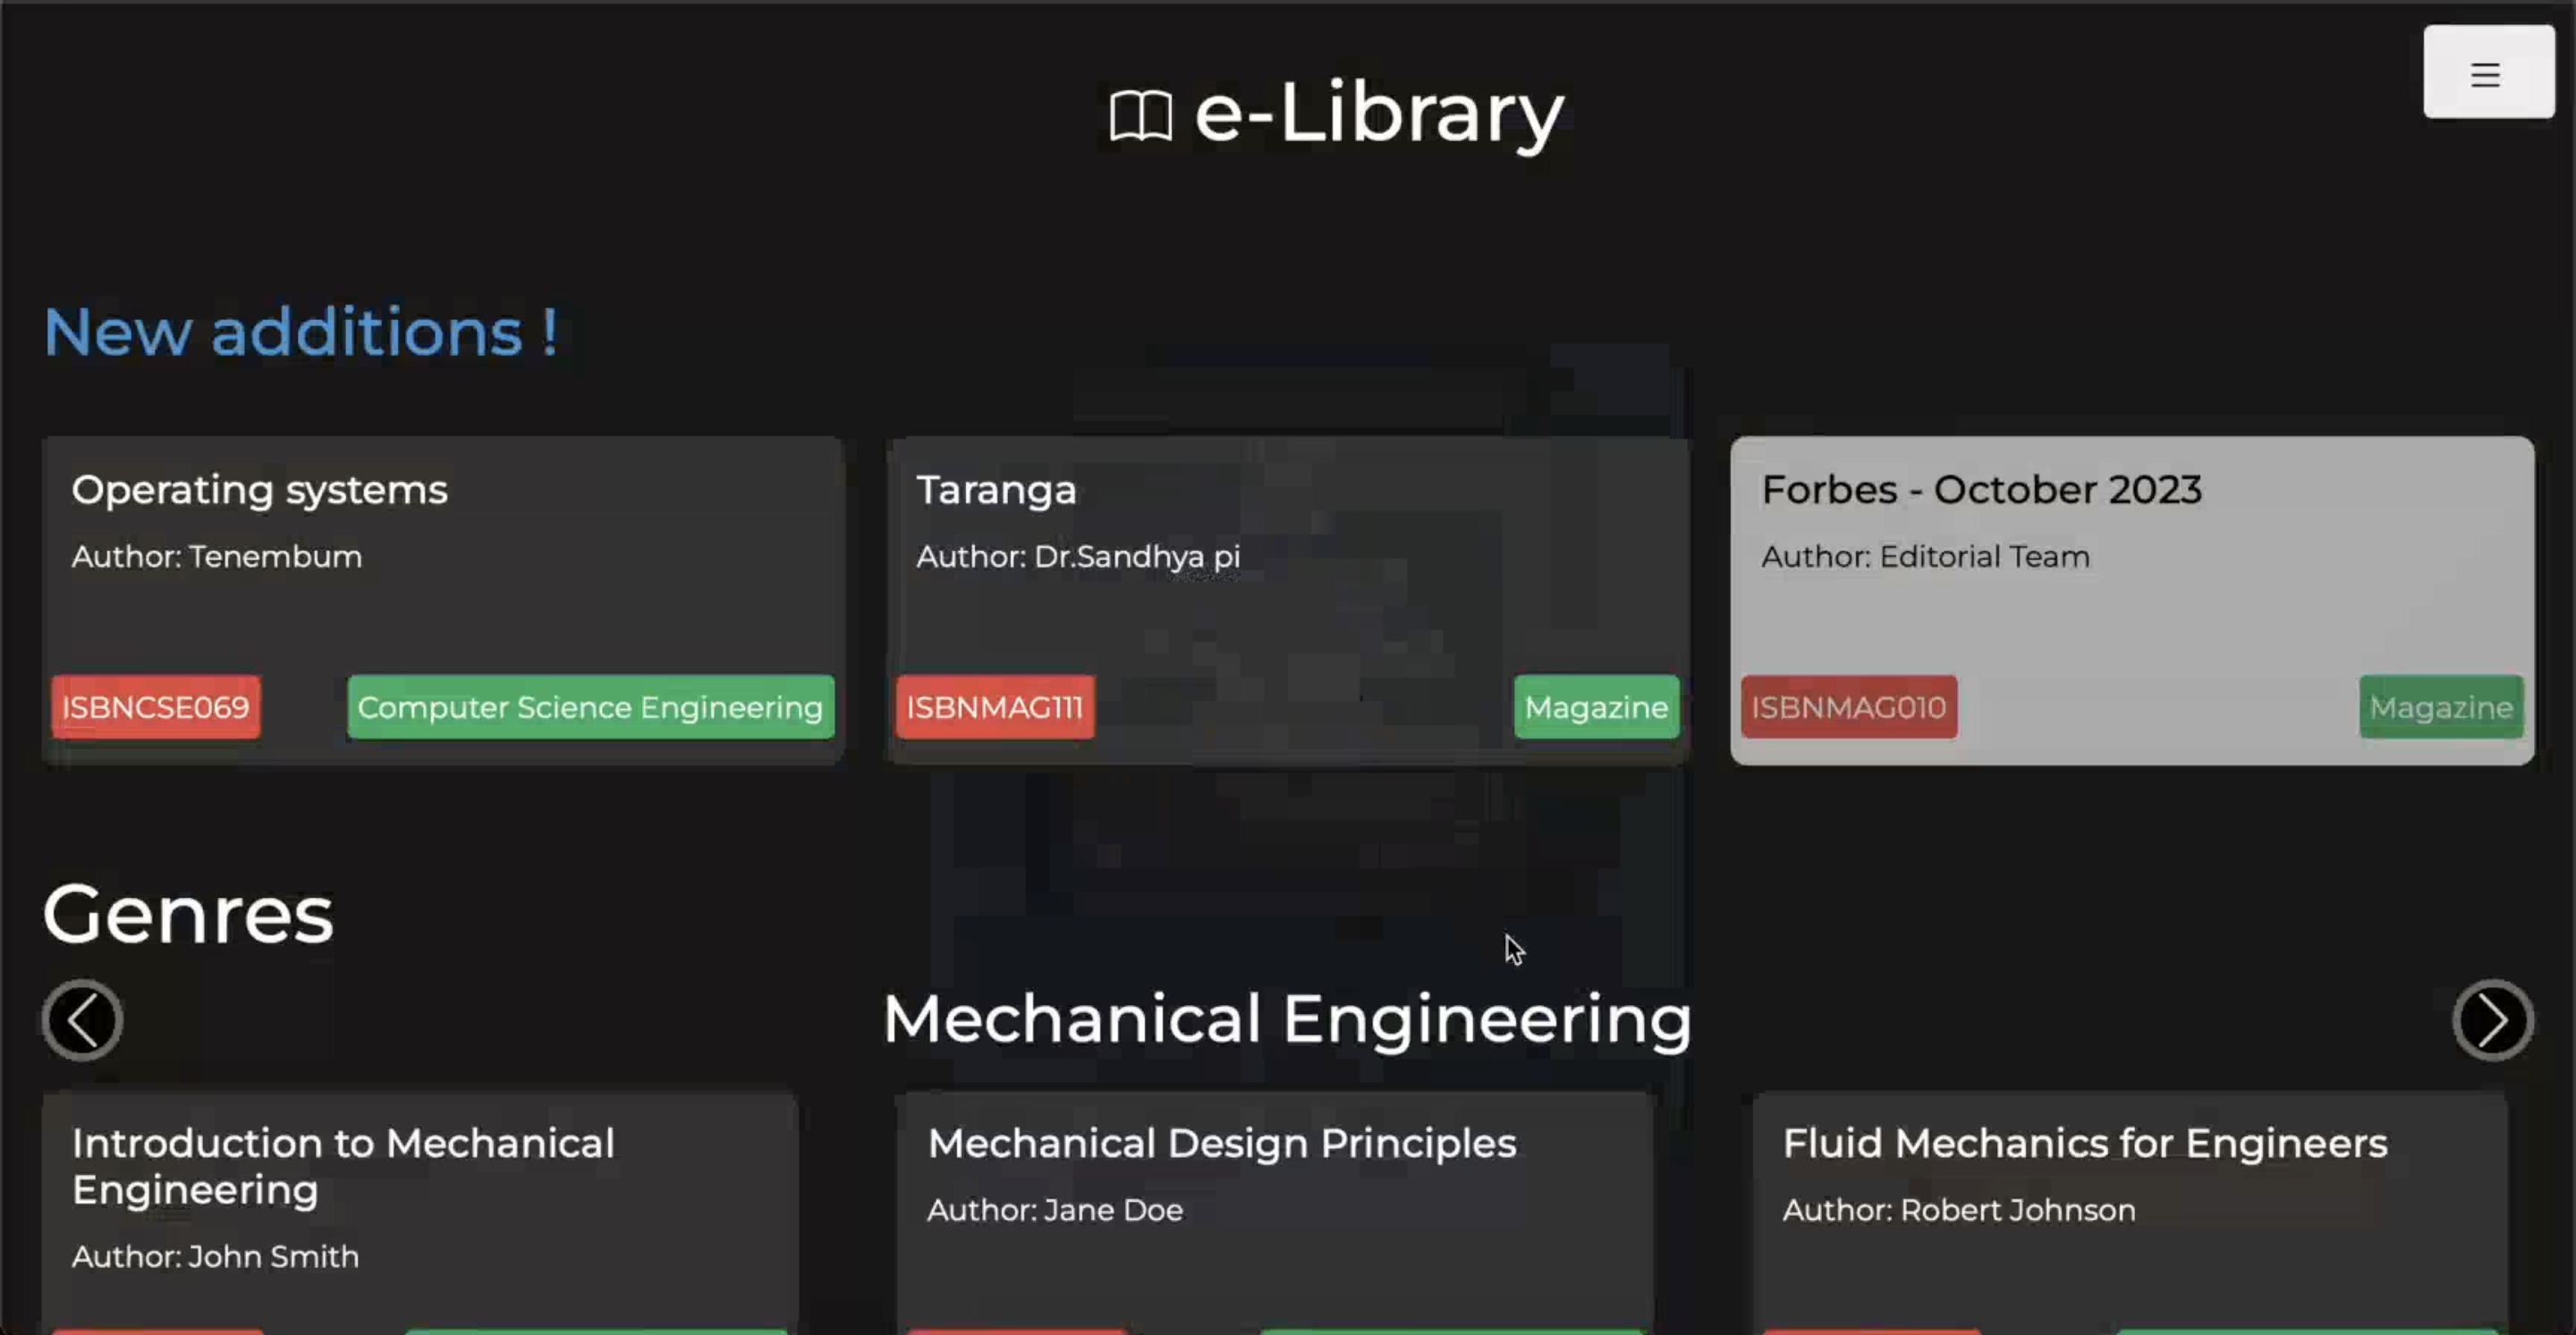 e-Library
New additions !
Operating systems
Author: Tenembum
ISBNCSE069
Computer Science Engineering
Taranga
Author: Dr.Sandhya pi
ISBNMAG111
Magazine
Forbes - October 2023
Author: Editorial Team
ISBNMAG010
Magazine
Genres
Mechanical Engineering
Introduction to Mechanical
Engineering
Author: John Smith
Mechanical Design Principles
Author: Jane Doe
Fluid Mechanics for Engineers
Author: Robert Johnson